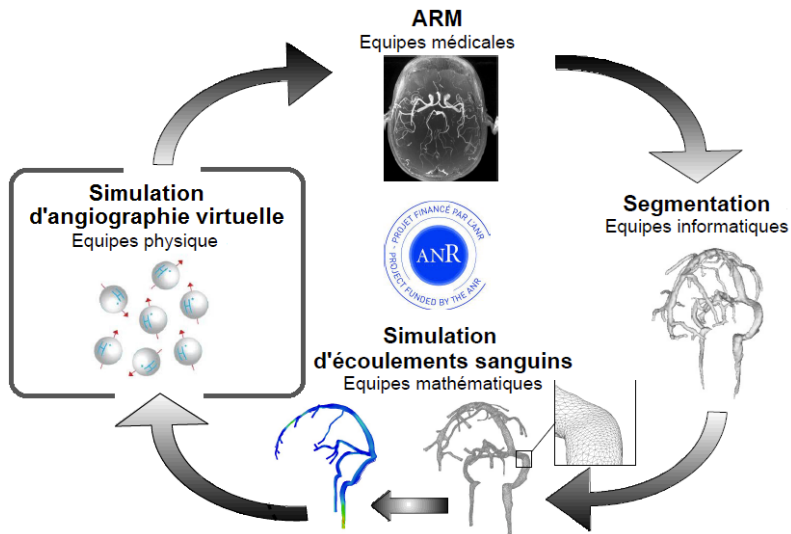 ARM
Equipes médicales
Segmentation
Equipes informatiques
Simulation
d'angiographie virtuelle
Equipes physique
PROJET FINANCÉ PAR L'ANR
PROJECT FUNDED BY THE ANR
ANR
Simulation
d'écoulements sanguins
Equipes mathématiques